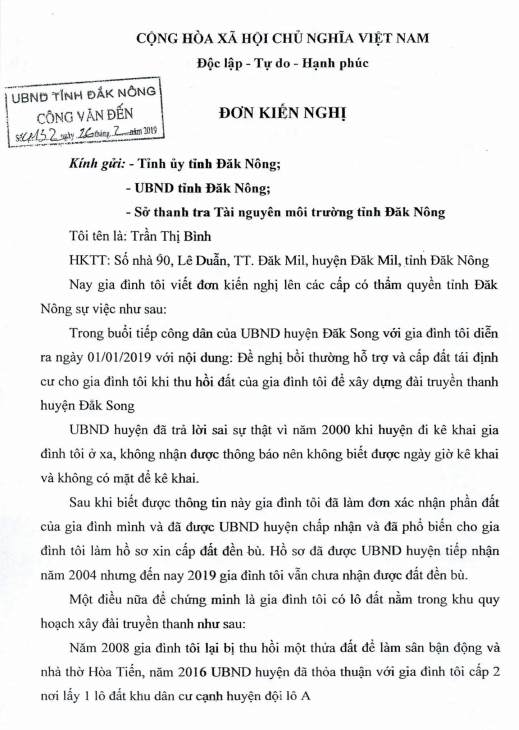 CỘNG HÒA XÃ HỘI CHỦ NGHĨA VIỆT NAM
Độc lập - Tự do - Hạnh phúc
UBND TỈNH ĐẮK NÔNG
CÔNG VĂN ĐẾN
ngày 26 tháng 2 năm 2019
ĐƠN KIẾN NGHỊ
Kính gửi: - Tỉnh ủy tỉnh Đăk Nông;
- UBND tỉnh Đăk Nông;
- Sở thanh tra Tài nguyên môi trường tỉnh Đăk Nông
Tôi tên là: Trần Thị Bình
HKTT: Số nhà 90, Lê Duẫn, TT. Đăk Mil, huyện Đăk Mil, tỉnh Đăk Nông
Nay gia đình tôi viết đơn kiến nghị lên các cấp có thẩm quyền tỉnh Đăk
Nông sự việc như sau:
Trong buổi tiếp công dân của UBND huyện Đăk Song với gia đình tôi diễn
ra ngày 01/01/2019 với nội dung: Đề nghị bồi thường hỗ trợ và cấp đất tái định
cư cho gia đình tôi khi thu hồi đất của gia đình tôi để xây dựng đài truyền thanh
huyện Đăk Song
UBND huyện đã trả lời sai sự thật vì năm 2000 khi huyện đi kê khai gia
đình tôi ở xa, không nhận được thông báo nên không biết được ngày giờ kê khai
và không có mặt để kê khai.
Sau khi biết được thông tin này gia đình tôi đã làm đơn xác nhận phần đất
của gia đình mình và đã được UBND huyện chấp nhận và đã phổ biến cho gia
đình tôi làm hồ sơ xin cấp đất đền bù. Hồ sơ đã được UBND huyện tiếp nhận
năm 2004 nhưng đến nay 2019 gia đình tôi vẫn chưa nhận được đất đền bù.
Một điều nữa để chứng minh là gia đình tôi có lô đất nằm trong khu quy
hoạch xây đài truyền thanh như sau:
Năm 2008 gia đình tôi lại bị thu hồi một thửa đất để làm sân bận động và
nhà thờ Hòa Tiến, năm 2016 UBND huyện đã thỏa thuận với gia đình tôi cấp 2
nơi lấy 1 lô đất khu dân cư cạnh huyện đội lô A